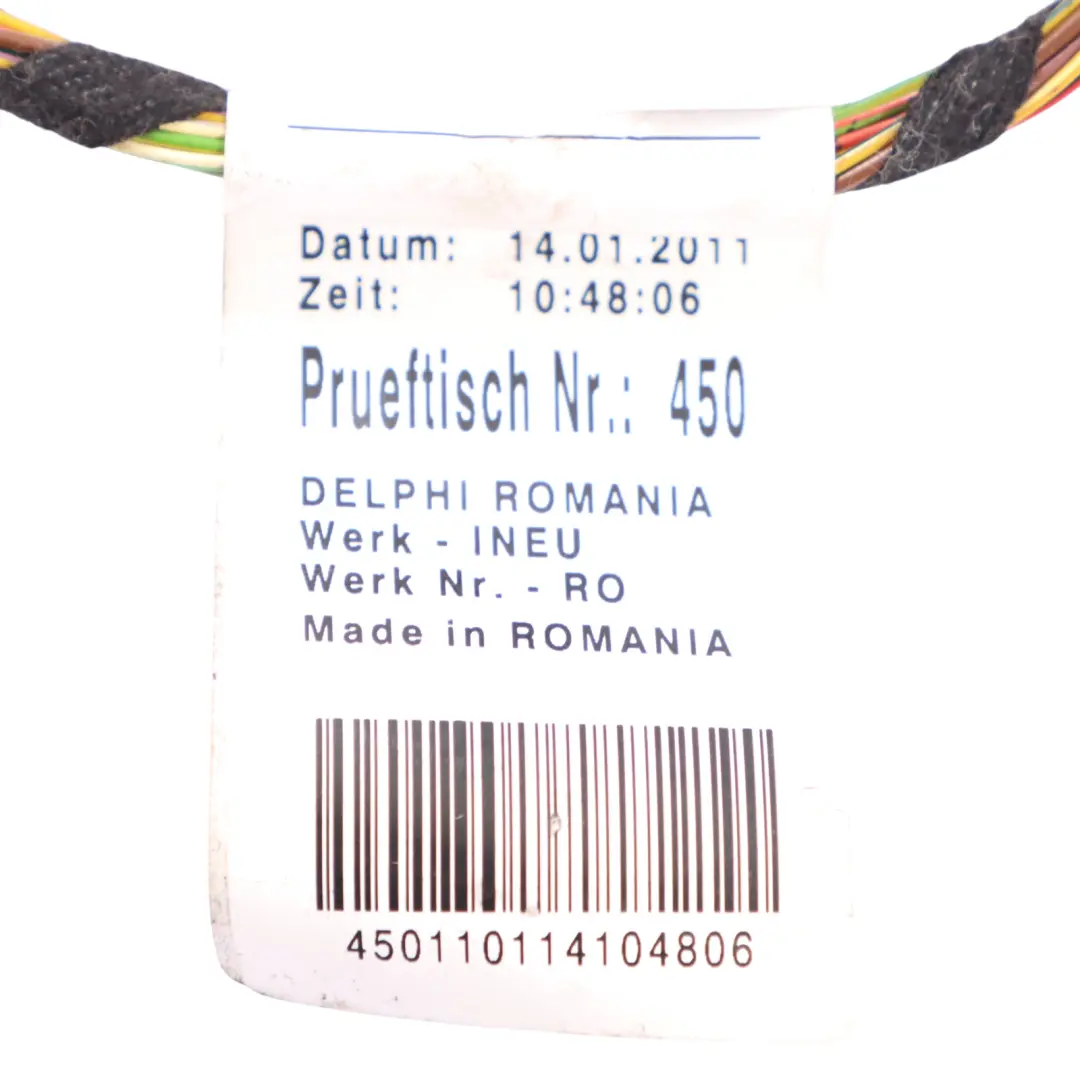 Datum: 14.01.2011
Zeit: 10:48:06
Prueftisch Nr.: 450
DELPHI ROMANIA
Werk - INEU
Werk Nr. - RO
Made in ROMANIA
450110114104806